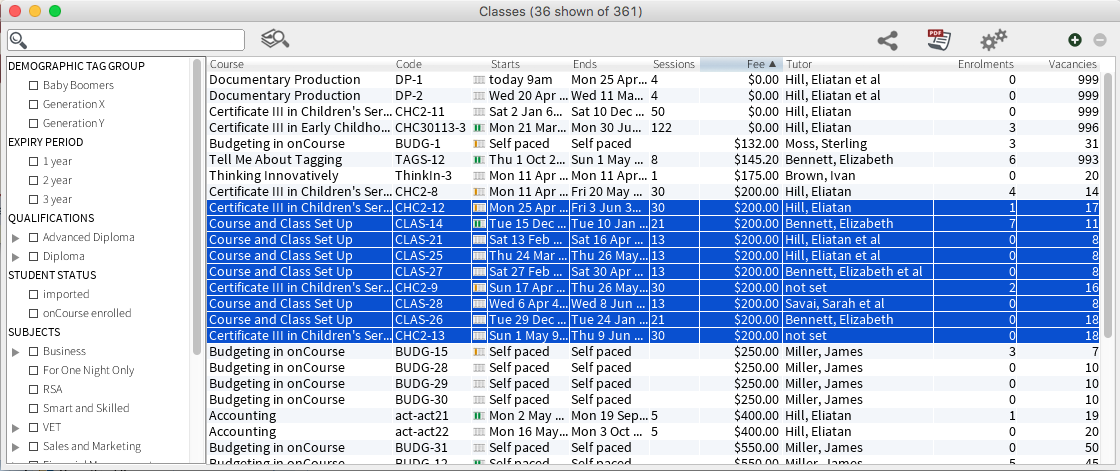 Classes (36 shown of 361)
PDF
DEMOGRAPHIC TAG GROUP
Baby Boomers
Generation X
Generation Y
EXPIRY PERIOD
1 year
2 year
3 year
QUALIFICATIONS
Advanced Diploma
Diploma
STUDENT STATUS
imported
onCourse enrolled
SUBJECTS
Business
For One Night Only
RSA
Smart and Skilled
VET
Sales and Marketing
Course Code Starts Ends Sessions Fee ▲ Tutor Enrolments Vacancies
Documentary Production DP-1 today 9am Mon 25 Apr... 4 $0.00 Hill, Eliatan et al 0 999
Documentary Production DP-2 Wed 20 Apr ... Wed 11 Ma... 4 $0.00 Hill, Eliatan et al 0 999
Certificate III in Children's Ser... CHC2-11 Sat 2 Jan 6... Sat 10 Dec ... 50 $0.00 Hill, Eliatan 0 999
Certificate III in Early Childho... CHC30113-3 Mon 21 Mar... Mon 30 Ju... 122 $0.00 Hill, Eliatan 3 996
Budgeting in onCourse BUDG-1 Self paced Self paced $132.00 Moss, Sterling 3 31
Tell Me About Tagging TAGS-12 Thu 1 Oct 2... Sun 1 May ... 8 $145.20 Bennett, Elizabeth 6 993
Thinking Innovatively ThinkIn-3 Mon 11 Apr ... Mon 11 Apr... 1 $175.00 Brown, Ivan 0 20
Certificate III in Children's Ser... CHC2-8 Mon 11 Apr ... Fri 20 May ... 30 $200.00 Hill, Eliatan 4 14
Certificate III in Children's Ser... CHC2-12 Mon 25 Apr ... Fri 3 Jun 3... 30 $200.00 Hill, Eliatan 1 17
Course and Class Set Up CLAS-14 Tue 15 Dec ... Tue 10 Jan ... 21 $200.00 Bennett, Elizabeth 7 11
Course and Class Set Up CLAS-21 Sat 13 Feb ... Sat 16 Apr ... 13 $200.00 Hill, Eliatan et al 0 8
Course and Class Set Up CLAS-25 Thu 24 Mar ... Thu 26 May... 13 $200.00 Hill, Eliatan et al 0 8
Course and Class Set Up CLAS-27 Sat 27 Feb ... Sat 30 Apr ... 13 $200.00 Bennett, Elizabeth et al 0 8
Certificate III in Children's Ser... CHC2-9 Sun 17 Apr ... Thu 26 May... 30 $200.00 not set 2 16
Course and Class Set Up CLAS-28 Wed 6 Apr 4... Wed 8 Jun ... 13 $200.00 Savai, Sarah et al 0 8
Course and Class Set Up CLAS-26 Tue 29 Dec ... Tue 24 Jan ... 21 $200.00 Bennett, Elizabeth 0 18
Certificate III in Children's Ser... CHC2-13 Sun 1 May 9... Thu 9 Jun ... 30 $200.00 not set 0 18
Budgeting in onCourse BUDG-15 Self paced Self paced $250.00 Miller, James 3 7
Budgeting in onCourse BUDG-28 Self paced Self paced $250.00 Miller, James 0 10
Budgeting in onCourse BUDG-29 Self paced Self paced $250.00 Miller, James 0 10
Budgeting in onCourse BUDG-30 Self paced Self paced $250.00 Miller, James 0 10
Accounting act-act21 Mon 2 May ... Mon 19 Sep... 5 $400.00 Hill, Eliatan 1 19
Accounting act-act22 Mon 16 May... Mon 3 Oct ... 5 $400.00 Hill, Eliatan 0 20
Budgeting in onCourse BUDG-31 Self paced Self paced $550.00 Miller, James 0 50
Budgeting in onCourse BUDG-12 Self paced Self paced $550.00 Miller, James 5 45